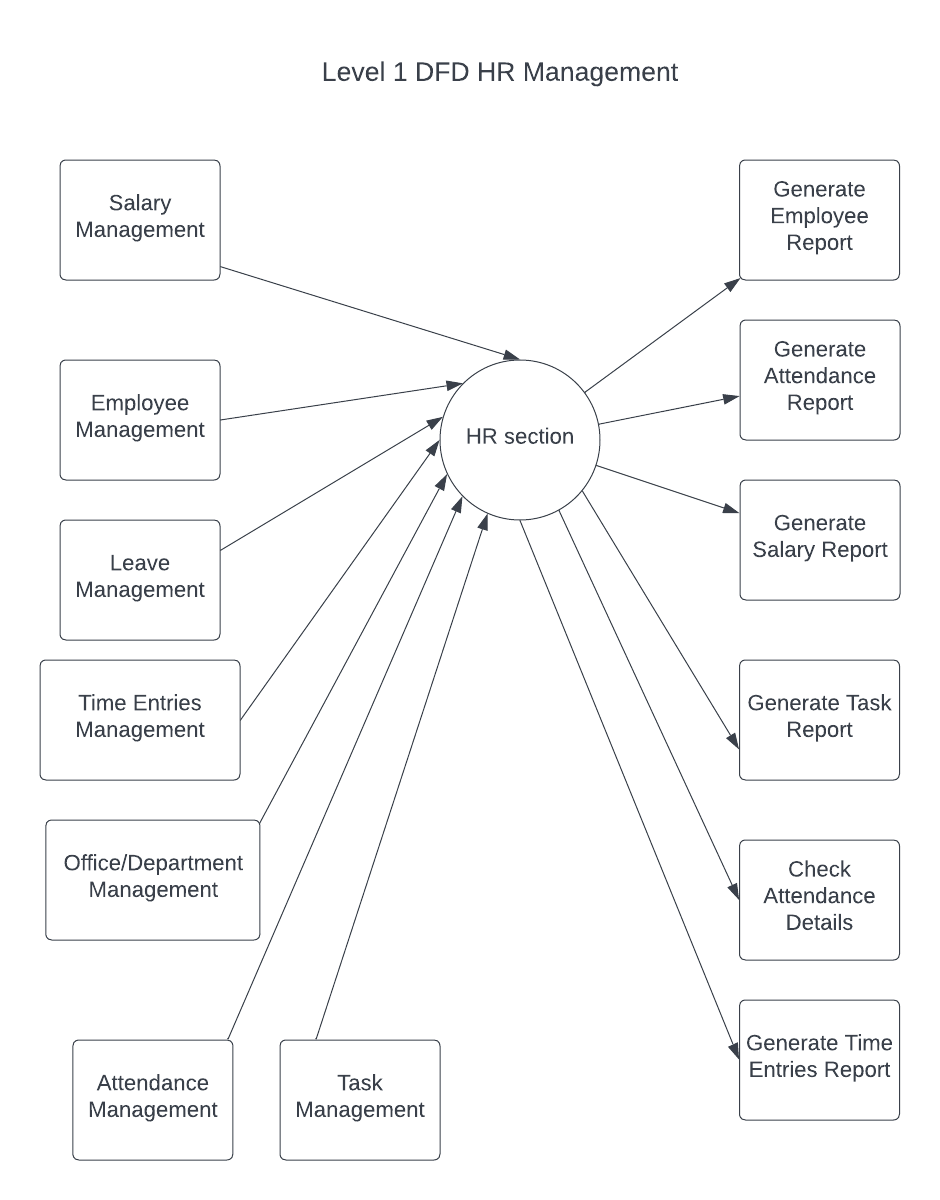 Level 1 DFD HR Management
Salary
Management
Employee
Management
Leave
Management
Time Entries
Management
Office/Department
Management
Attendance
Management
Task
Management
HR section
Generate
Employee
Report
Generate
Attendance
Report
Generate
Salary Report
Generate Task
Report
Check
Attendance
Details
Generate Time
Entries Report